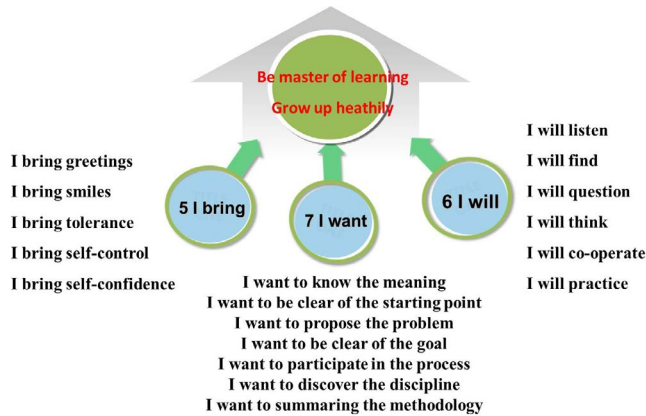 Be master of learning
Grow up heathily
5 I bring
7 I want
6 I will
I bring greetings
I bring smiles
I bring tolerance
I bring self-control
I bring self-confidence
I want to know the meaning
I want to be clear of the starting point
I want to propose the problem
I want to be clear of the goal
I want to participate in the process
I want to discover the discipline
I want to summaring the methodology
I will listen
I will find
I will question
I will think
I will co-operate
I will practice